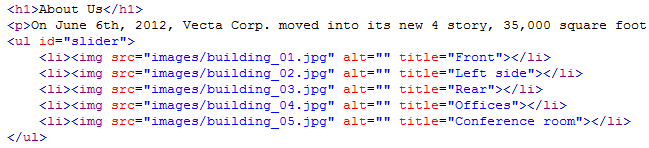 <h1>About Us</h1>
<p>On June 6th, 2012, Vecta Corp. moved into its new 4 story, 35,000 square foot
<ul id="slider">
    <li><img src="images/building_01.jpg" alt="" title="Front"></li>
    <li><img src="images/building_02.jpg" alt="" title="Left side"></li>
    <li><img src="images/building_03.jpg" alt="" title="Rear"></li>
    <li><img src="images/building_04.jpg" alt="" title="Offices"></li>
    <li><img src="images/building_05.jpg" alt="" title="Conference room"></li>
</ul>